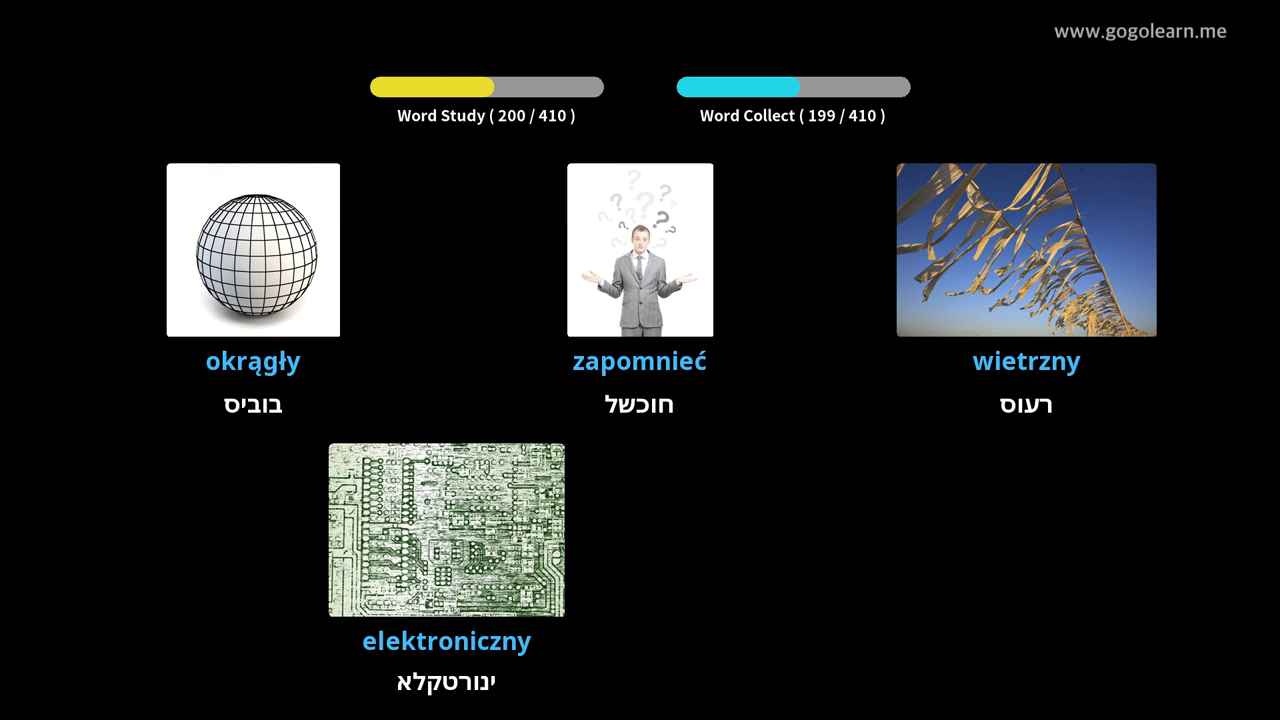 www.gogolearn.me
Word Study ( 200 / 410 )
Word Collect ( 199 / 410 )
okrągły
בוביס
zapomnieć
חוכשל
wietrzny
רעוס
elektroniczny
ינורטקלא